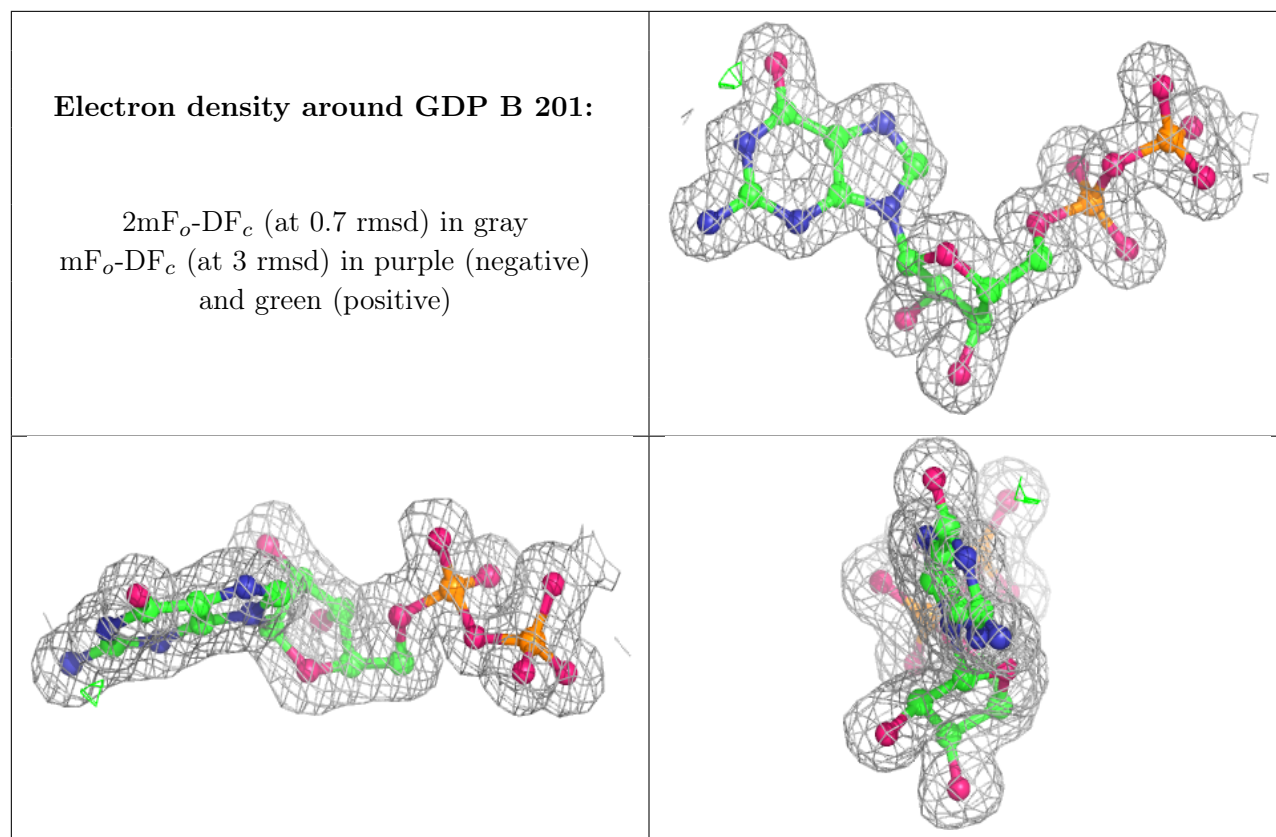 Electron density around GDP B 201:
2mFo-DFc (at 0.7 rmsd) in gray
mFo-DFc (at 3 rmsd) in purple (negative)
and green (positive)